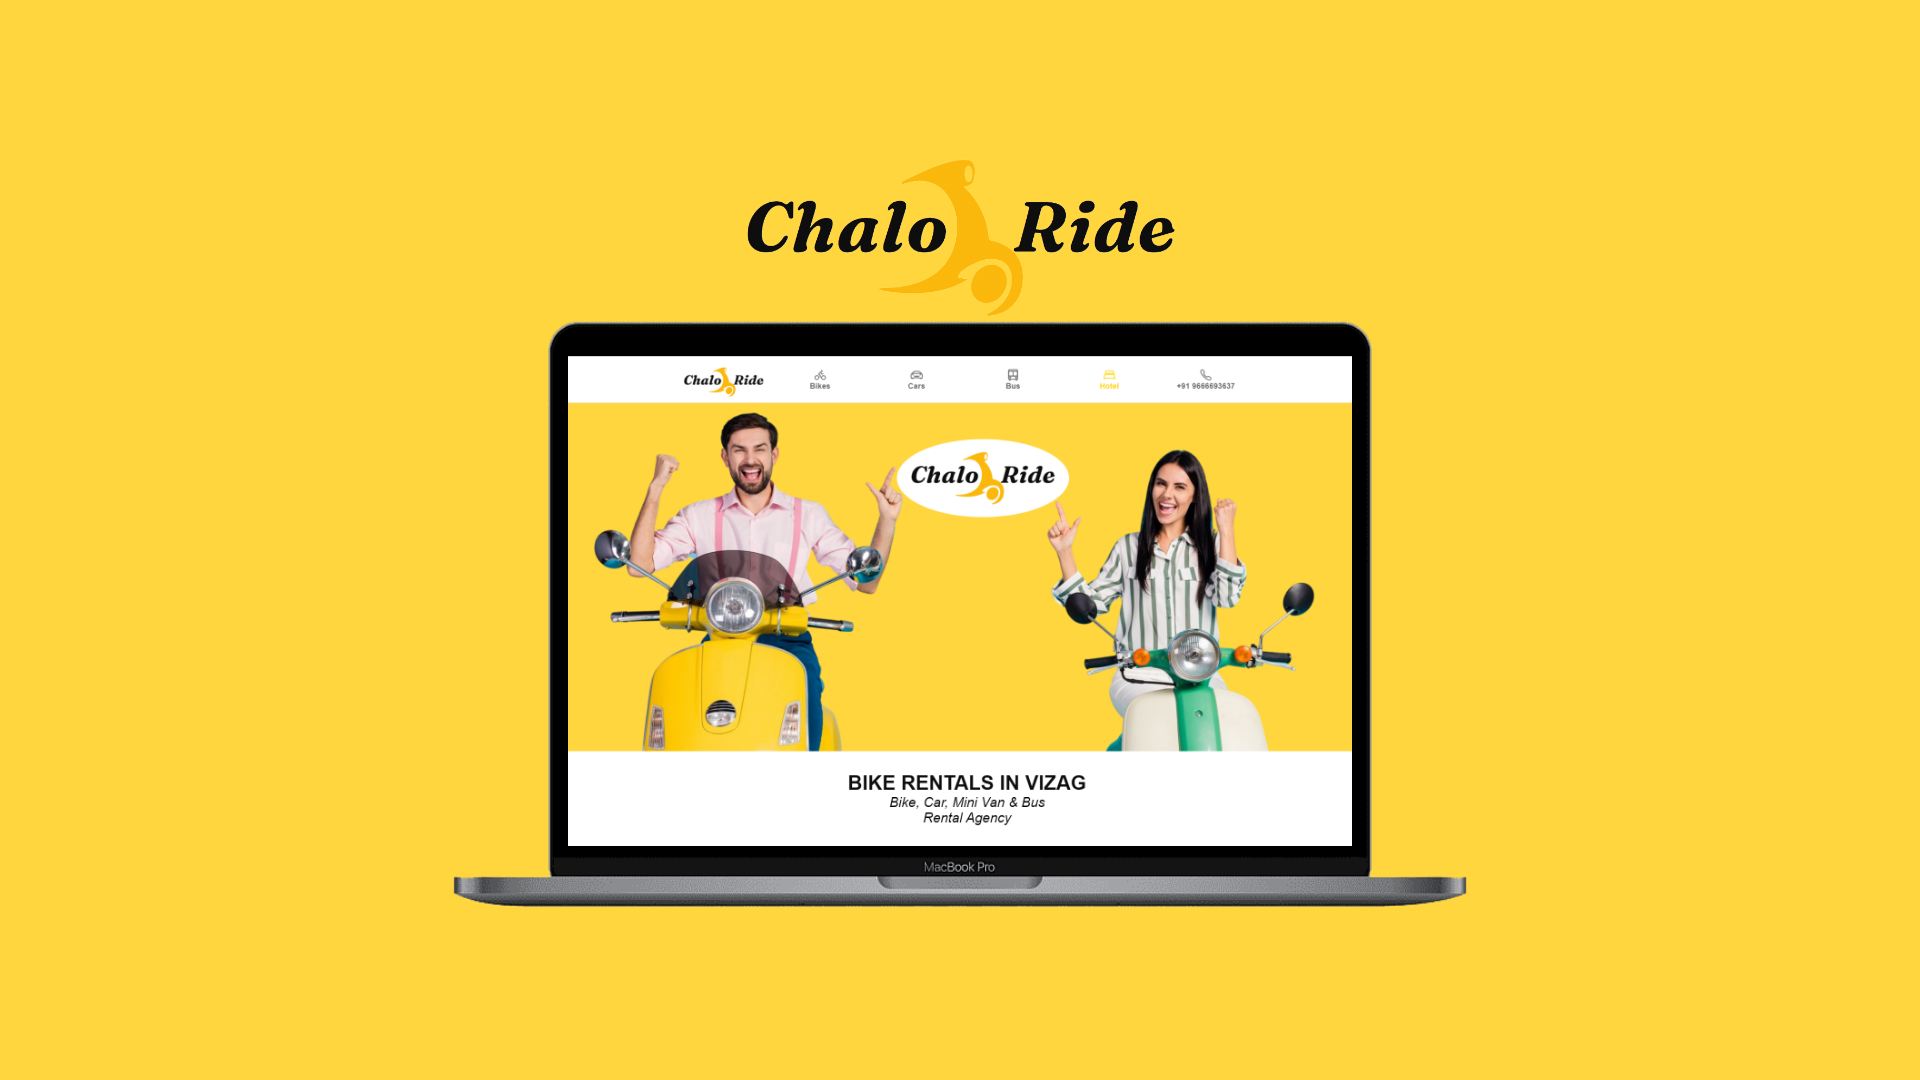 Chalo Ride
Chalo Ride
Bikes
Cars
Bus
Hotel
+91 9666693637
Chalo Ride
BIKE RENTALS IN VIZAG
Bike, Car, Mini Van & Bus
Rental Agency
MacBook Pro